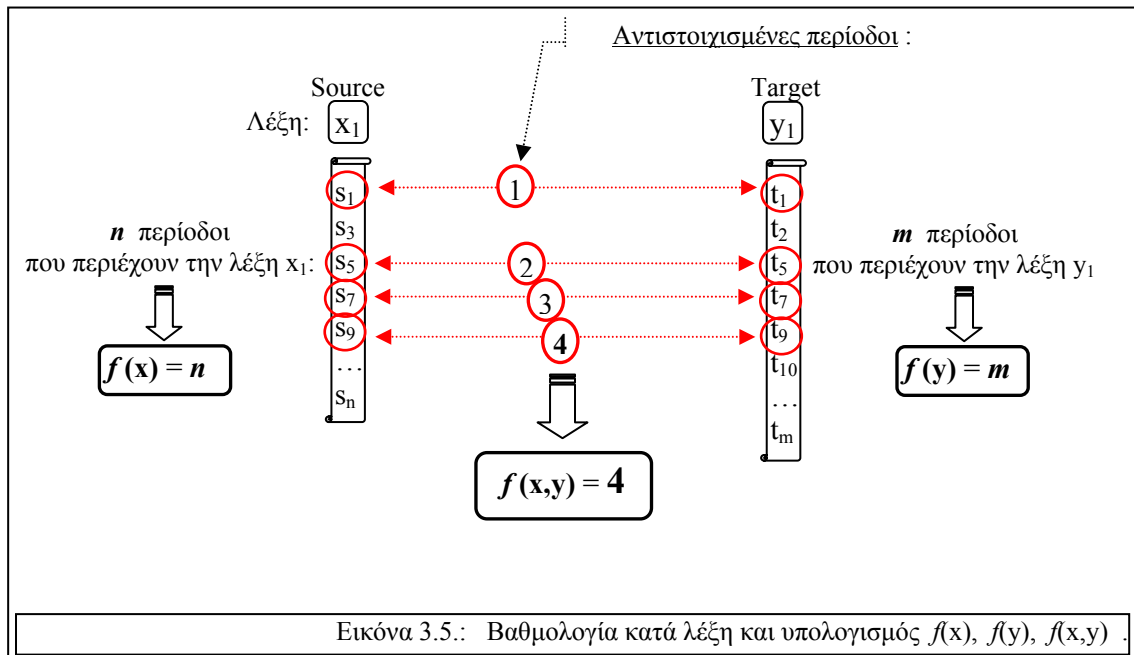 Αντιστοιχισμένες περίοδοι :
Source
Target
Λέξη:
x1
y1
s1
s3
s5
s7
s9
…
sn
1
2
3
4
t1
t2
t5
t7
t9
t10
…
tm
n περίοδοι
που περιέχουν την λέξη x1:
f (x) = n
m περίοδοι
που περιέχουν την λέξη y1
f (y) = m
f (x,y) = 4
Εικόνα 3.5.: Βαθμολογία κατά λέξη και υπολογισμός f(x), f(y), f(x,y) .